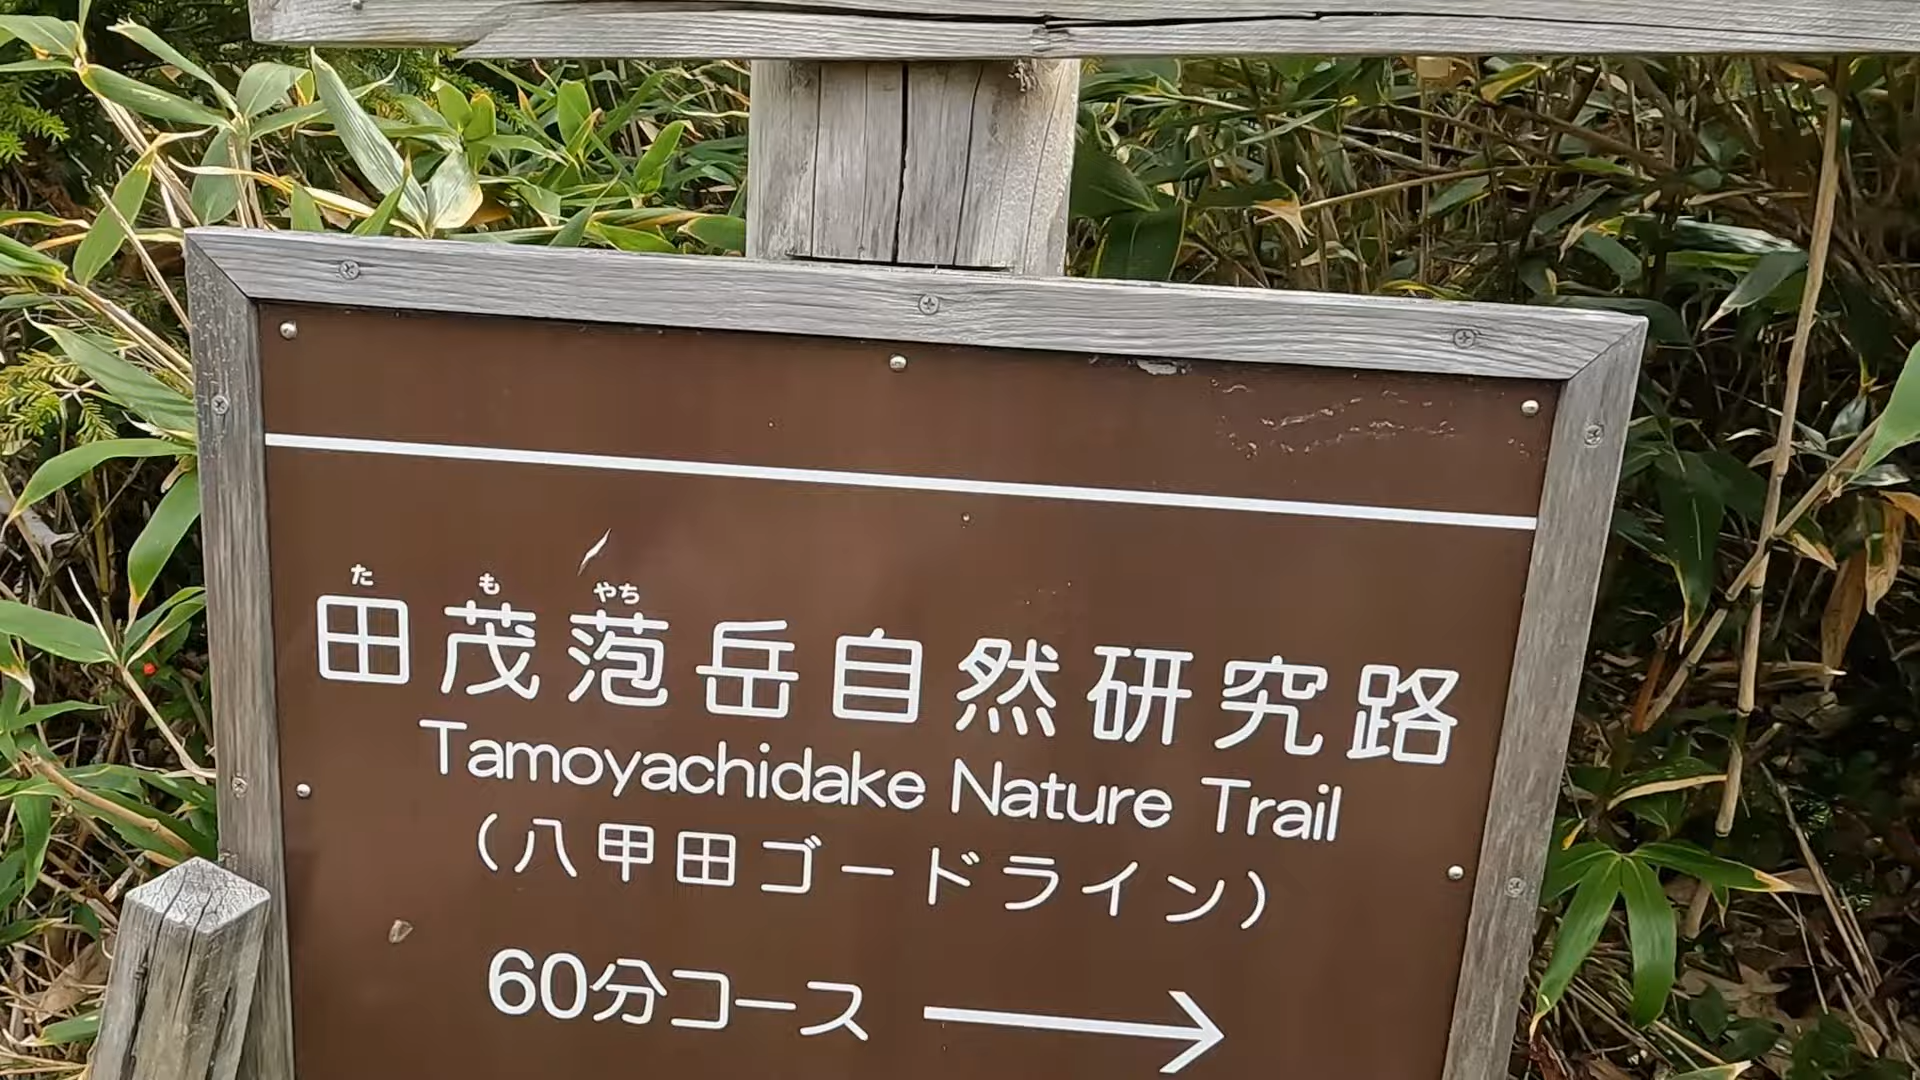 た も やち
田茂萢岳自然研究路
Tamoyachidake Nature Trail
(八甲田ゴードライン)
60分コース →